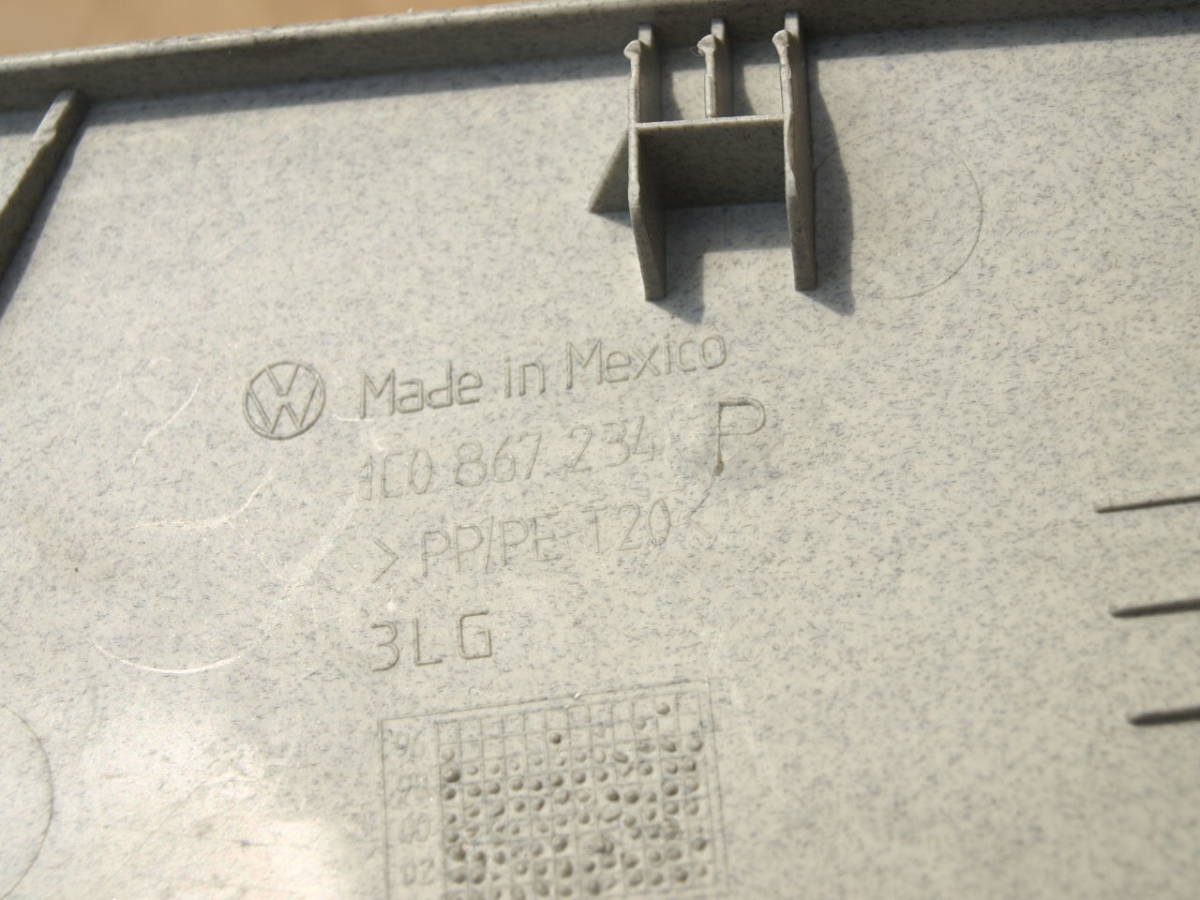 Made in Mexico
1C0 867 234 P
> PP/PE T20 <
3LG